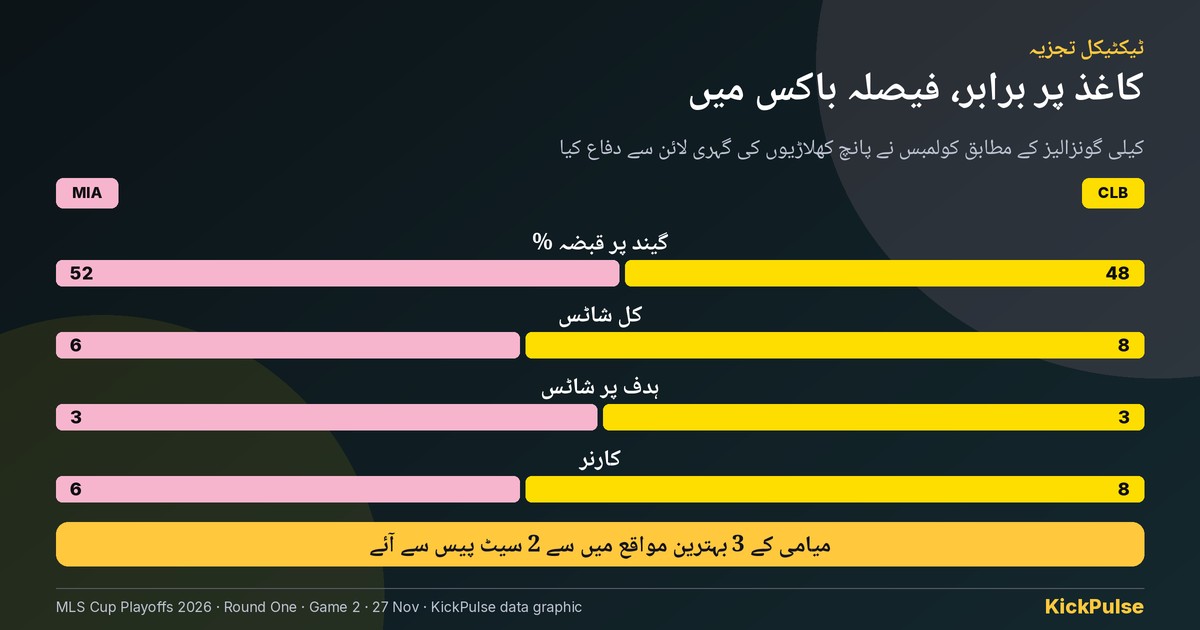 ٹیکٹیکل تجزیہ
کاغذ پر برابر، فیصلہ باکس میں
کیلی گونزالیز کے مطابق کولمبس نے پانچ کھلاڑیوں کی گہری لائن سے دفاع کیا
CLB
MIA
گیند پر قبضہ %
52 48
کل شاٹس
6 8
ہدف پر شاٹس
3 3
کارنر
6 8
میامی کے 3 بہترین مواقع میں سے 2 سیٹ پیس سے آئے
MLS Cup Playoffs 2026 · Round One · Game 2 · 27 Nov · KickPulse data graphic
KickPulse